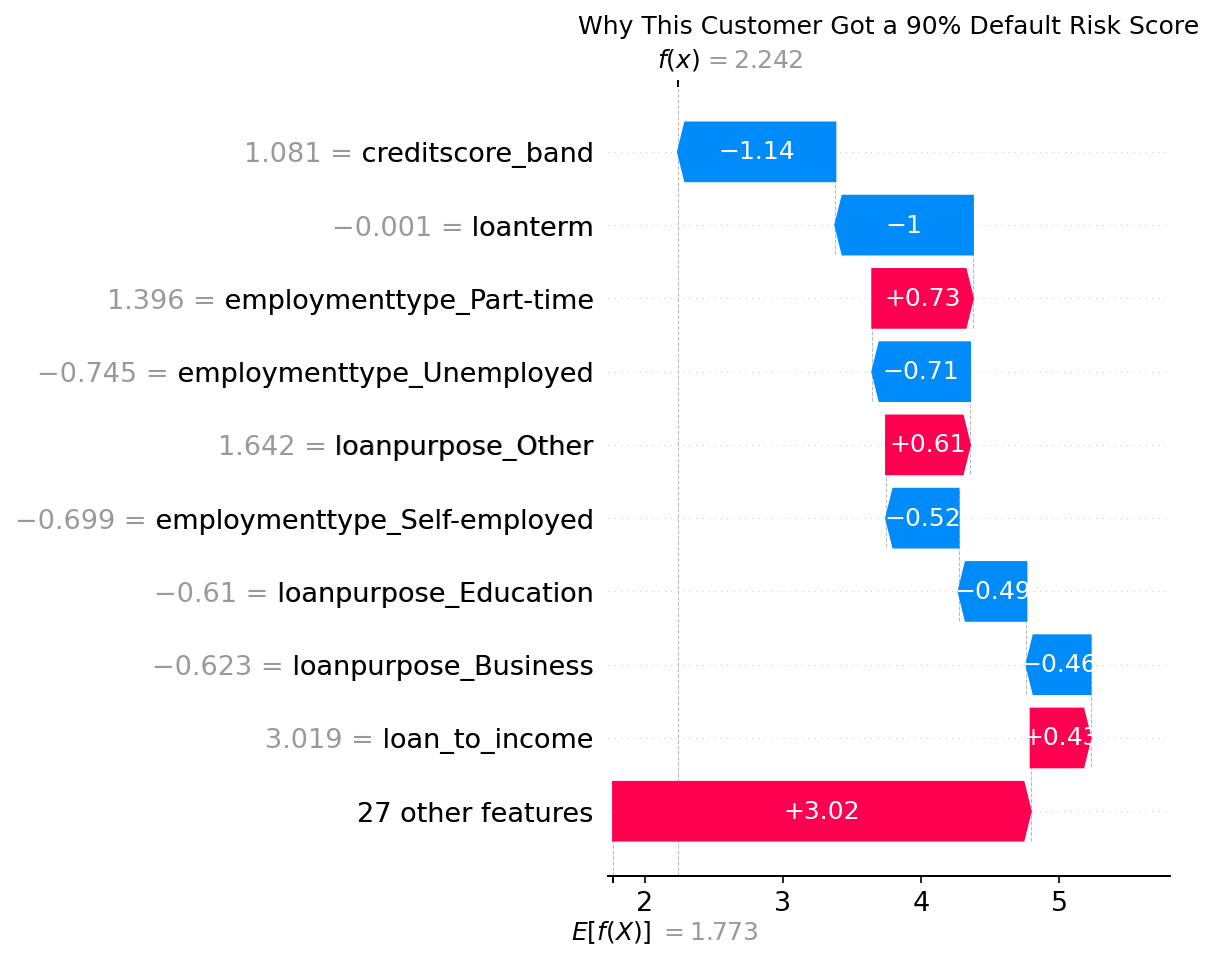 Why This Customer Got a 90% Default Risk Score
f(x) = 2.242
1.081 = creditscore_band
−1.14
−0.001 = loanterm
−1
1.396 = employmenttype_Part-time
+0.73
−0.745 = employmenttype_Unemployed
−0.71
1.642 = loanpurpose_Other
+0.61
−0.699 = employmenttype_Self-employed
−0.52
−0.61 = loanpurpose_Education
−0.49
−0.623 = loanpurpose_Business
−0.46
3.019 = loan_to_income
+0.43
27 other features
+3.02
2 3 4 5
E[f(X)] = 1.773